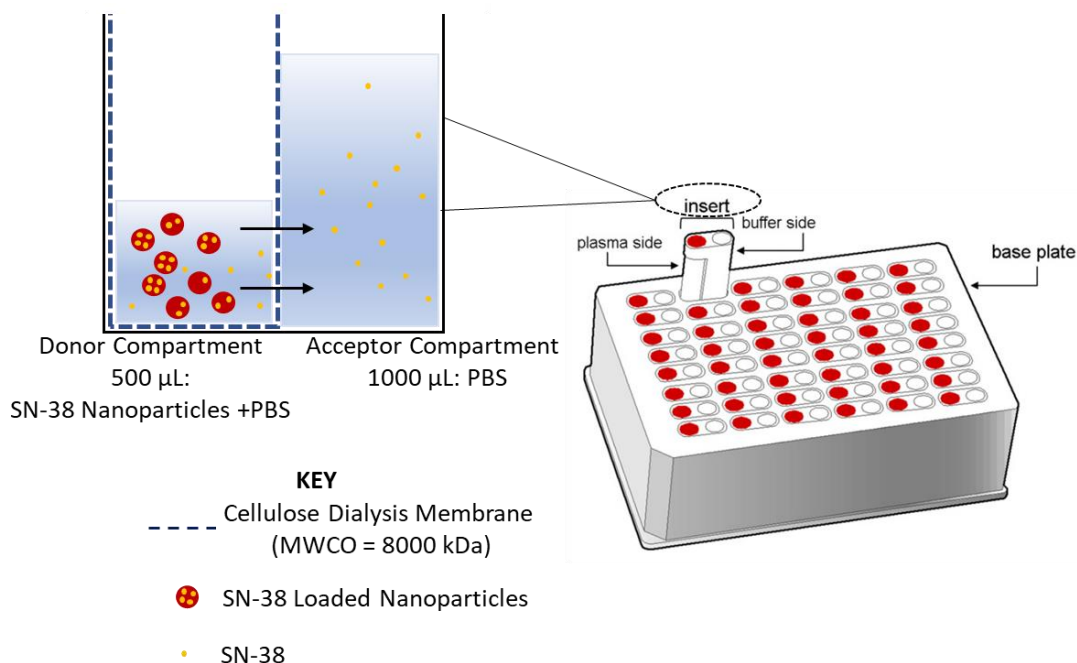 Donor Compartment
500 µL:
SN-38 Nanoparticles +PBS
Acceptor Compartment
1000 µL: PBS
KEY
Cellulose Dialysis Membrane
(MWCO = 8000 kDa)
SN-38 Loaded Nanoparticles
SN-38
insert
plasma side
buffer side
base plate